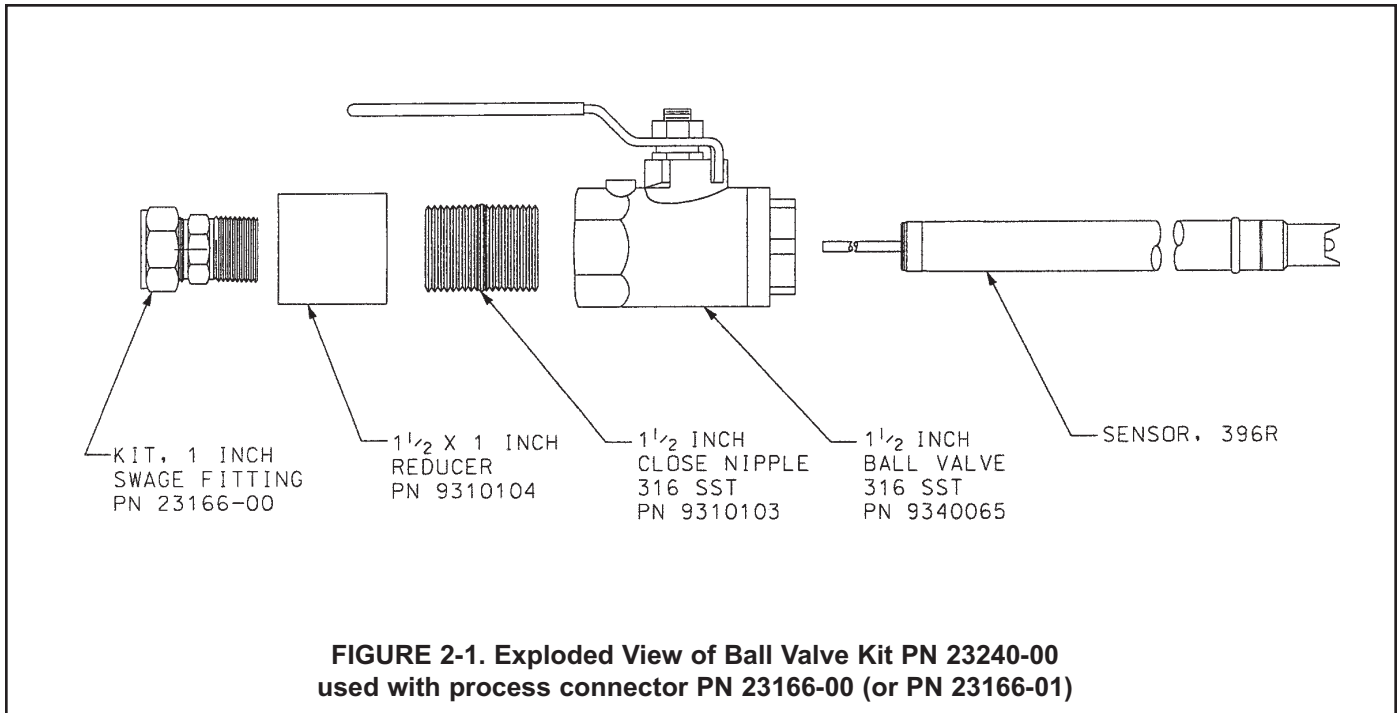 KIT, 1 INCH
SWAGE FITTING
PN 23166-00
1 1/2 X 1 INCH
REDUCER
PN 9310104
1 1/2 INCH
CLOSE NIPPLE
316 SST
PN 9310103
1 1/2 INCH
BALL VALVE
316 SST
PN 9340065
SENSOR, 396R
FIGURE 2-1. Exploded View of Ball Valve Kit PN 23240-00
used with process connector PN 23166-00 (or PN 23166-01)